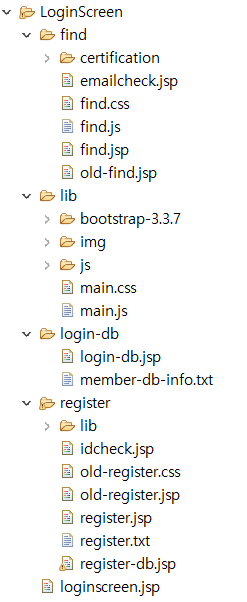 LoginScreen
find
certification
emailcheck.jsp
find.css
find.js
find.jsp
old-find.jsp
lib
bootstrap-3.3.7
img
js
main.css
main.js
login-db
login-db.jsp
member-db-info.txt
register
lib
idcheck.jsp
old-register.css
old-register.jsp
register.jsp
register.txt
register-db.jsp
loginscreen.jsp